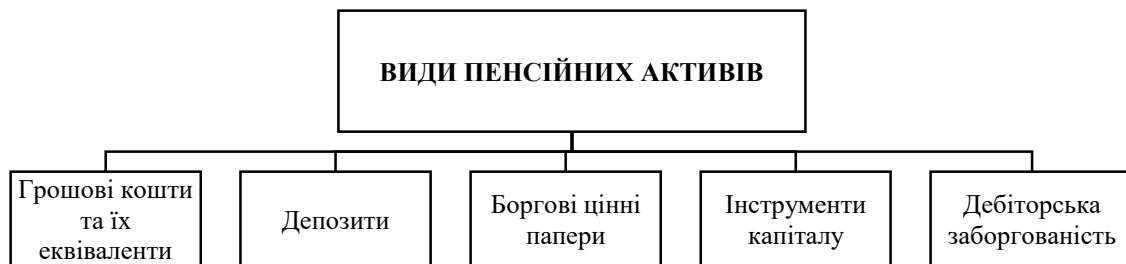 ВИДИ ПЕНСІЙНИХ АКТИВІВ
Грошові кошти
та їх
еквіваленти
Депозити
Боргові цінні
папери
Інструменти
капіталу
Дебіторська
заборгованість